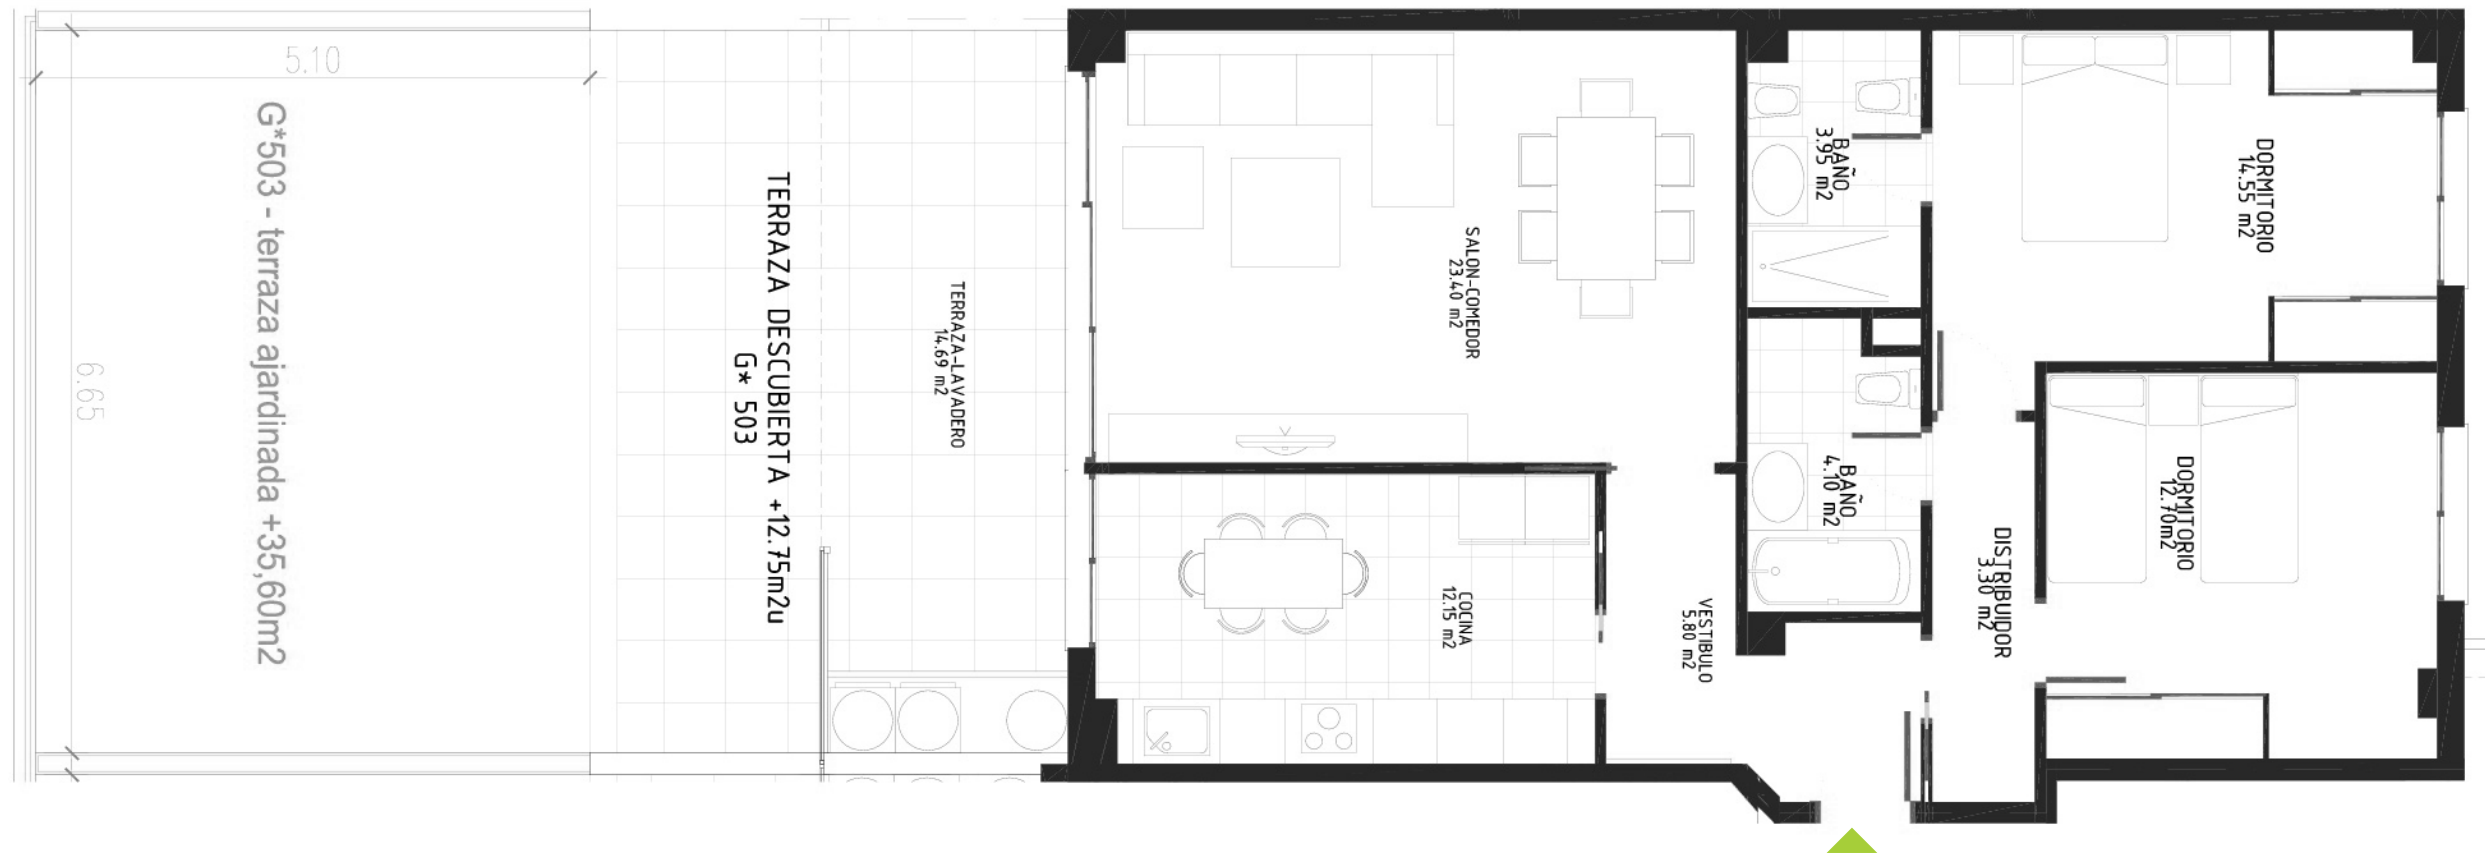 5.10
6.65
G*503 - terraza ajardinada +35,60m2
TERRAZA DESCUBIERTA +12.75m2u
G* 503
TERRAZA-LAVADERO
14.69 m2
SALON-COMEDOR
23.40 m2
COCINA
12.15 m2
VESTIBULO
5.80 m2
BAÑO
3.95 m2
BAÑO
4.10 m2
DISTRIBUIDOR
3.30 m2
DORMITORIO
14.55 m2
DORMITORIO
12.70m2